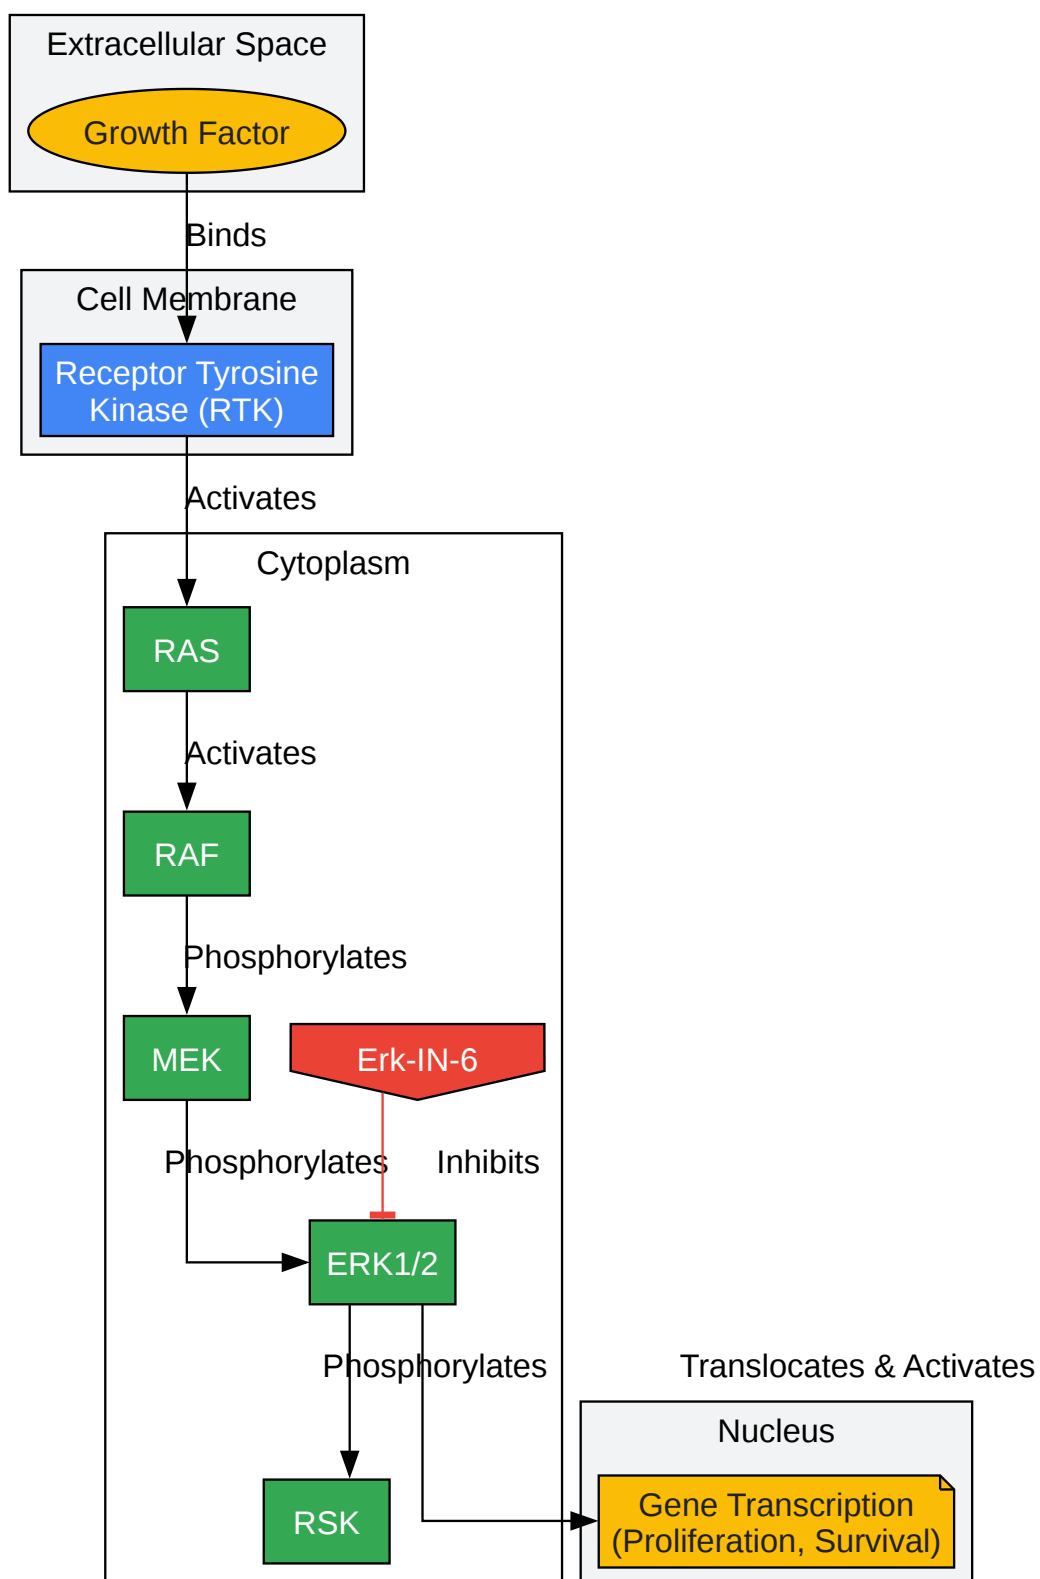 Extracellular Space
Growth Factor
Binds
Cell Membrane
Receptor Tyrosine
Kinase (RTK)
Activates
Cytoplasm
RAS
Activates
RAF
Phosphorylates
MEK
Erk-IN-6
Phosphorylates
Inhibits
ERK1/2
Phosphorylates
Translocates & Activates
Nucleus
RSK
Gene Transcription
(Proliferation, Survival)